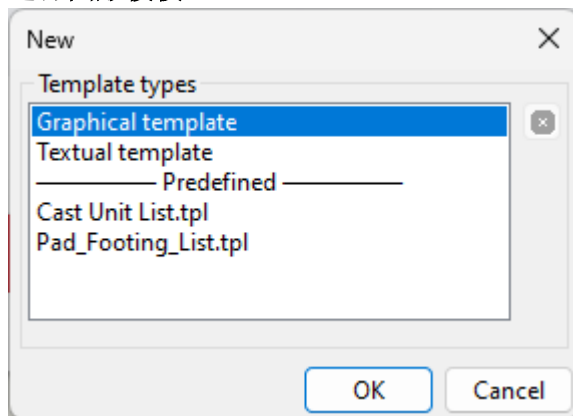 New
Template types
Graphical template
Textual template
Predefined
Cast Unit List.tpl
Pad_Footing_List.tpl
OK
Cancel